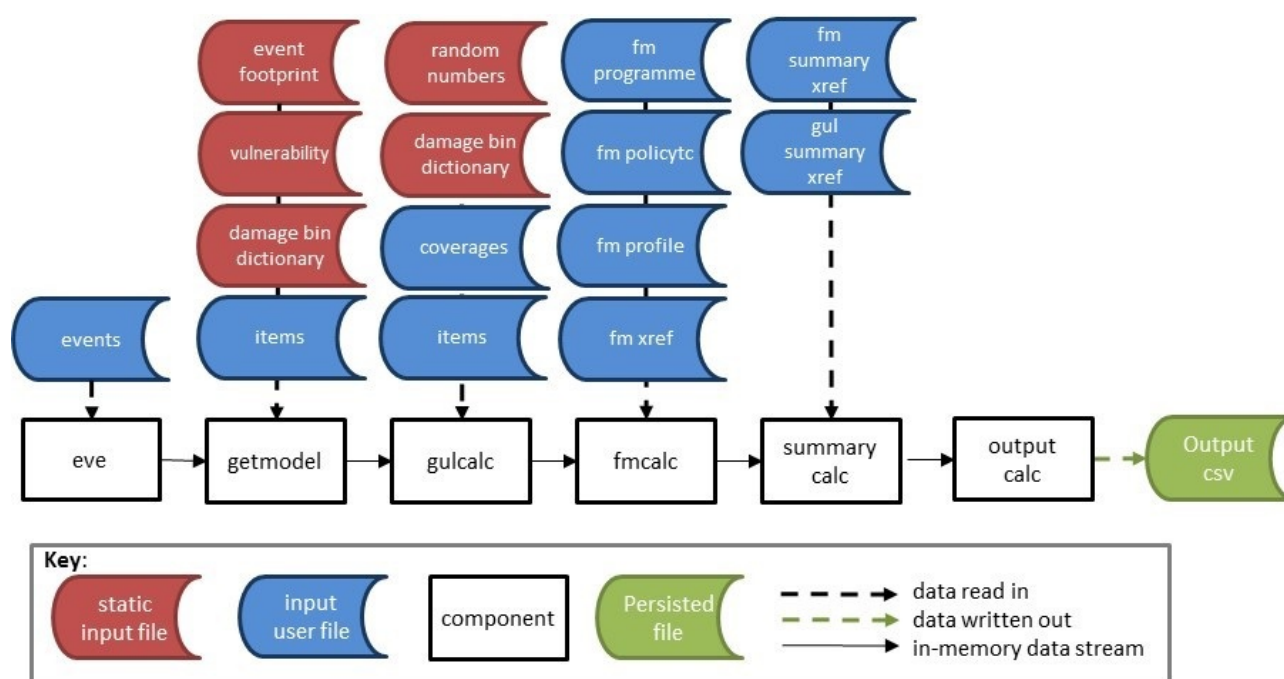 event
footprint
random
numbers
fm
programme
fm
summary
xref
vulnerability
damage bin
dictionary
fm policytc
gul
summary
xref
damage bin
dictionary
coverages
fm profile
events
items
items
fm xref
eve
getmodel
gulcalc
fmcalc
summary
calc
output
calc
Output
csv
Key:
static
input file
input
user file
component
Persisted
file
data read in
data written out
in-memory data stream